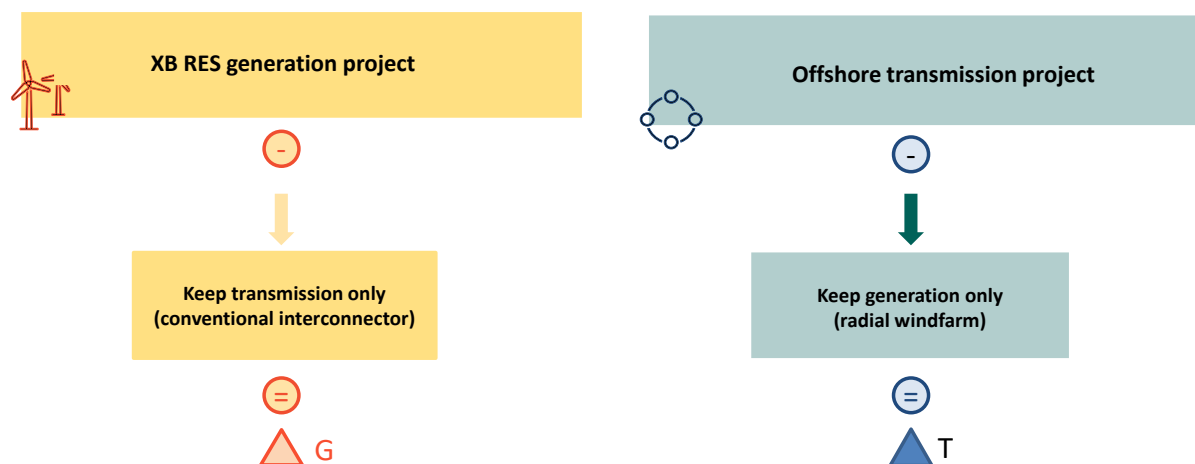 XB RES generation project
-
Keep transmission only
(conventional interconnector)
=
G
Offshore transmission project
-
Keep generation only
(radial windfarm)
=
T